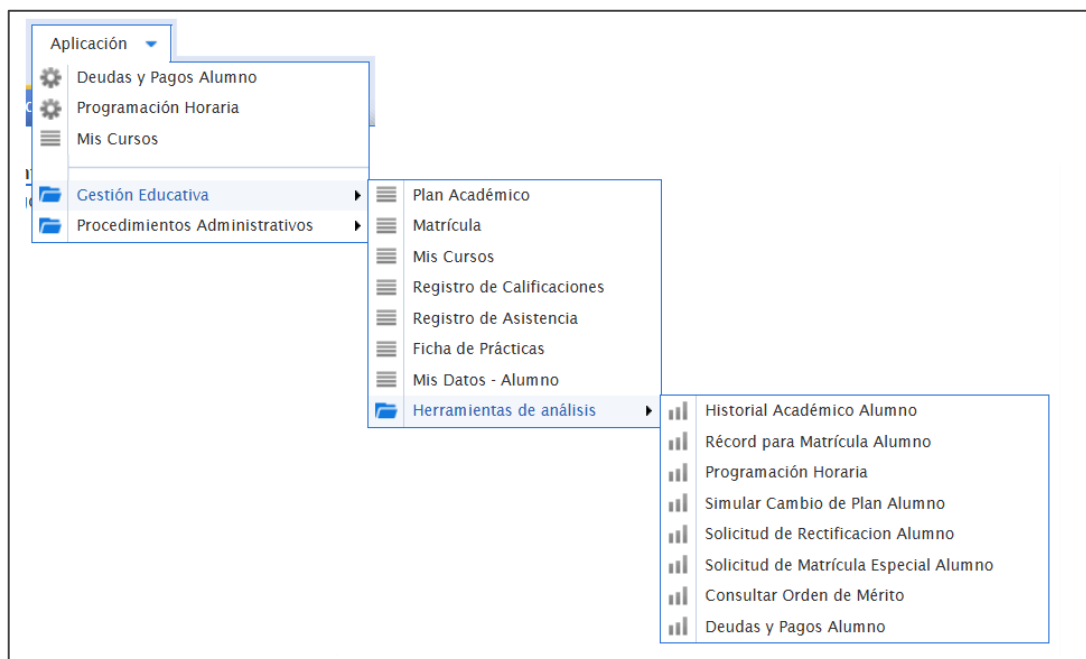 Aplicación
Deudas y Pagos Alumno
Programación Horaria
Mis Cursos
Gestión Educativa
Procedimientos Administrativos
Plan Académico
Matrícula
Mis Cursos
Registro de Calificaciones
Registro de Asistencia
Ficha de Prácticas
Mis Datos - Alumno
Herramientas de análisis
Historial Académico Alumno
Récord para Matrícula Alumno
Programación Horaria
Simular Cambio de Plan Alumno
Solicitud de Rectificacion Alumno
Solicitud de Matrícula Especial Alumno
Consultar Orden de Mérito
Deudas y Pagos Alumno